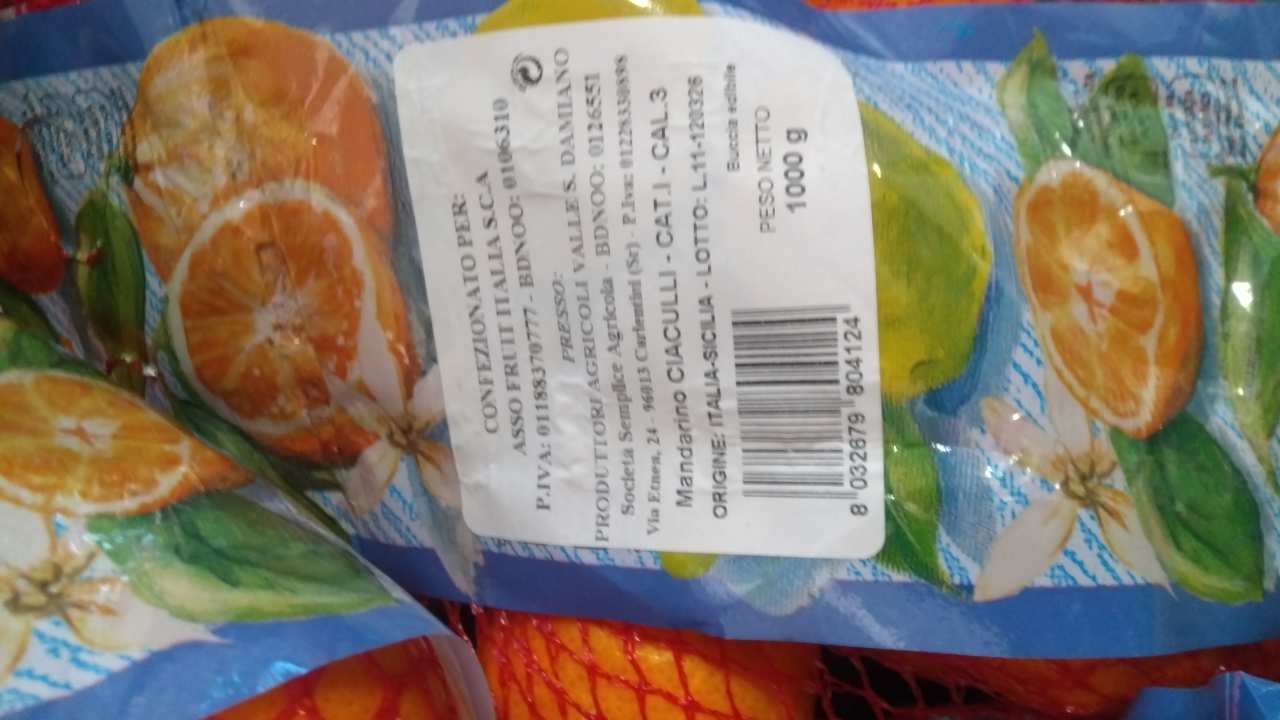 CONFEZIONATO PER:
ASSO FRUIT ITALIA S.C.A
P.IVA: 01188370777 - BDNOO: 0106310
PRESSO:
PRODUTTORI AGRICOLI VALLE S. DAMIANO
Società Semplice Agricola - BDNOO: 0126551
Via Etnea, 24 - 96013 Carlentini (Sr) - P.Iva: 01228330898
Mandarino CIACULLI - CAT.I - CAL.3
ORIGINE: ITALIA-SICILIA - LOTTO: L.11-120326
Buccia edibile
PESO NETTO
1000 g
8 032679 804124